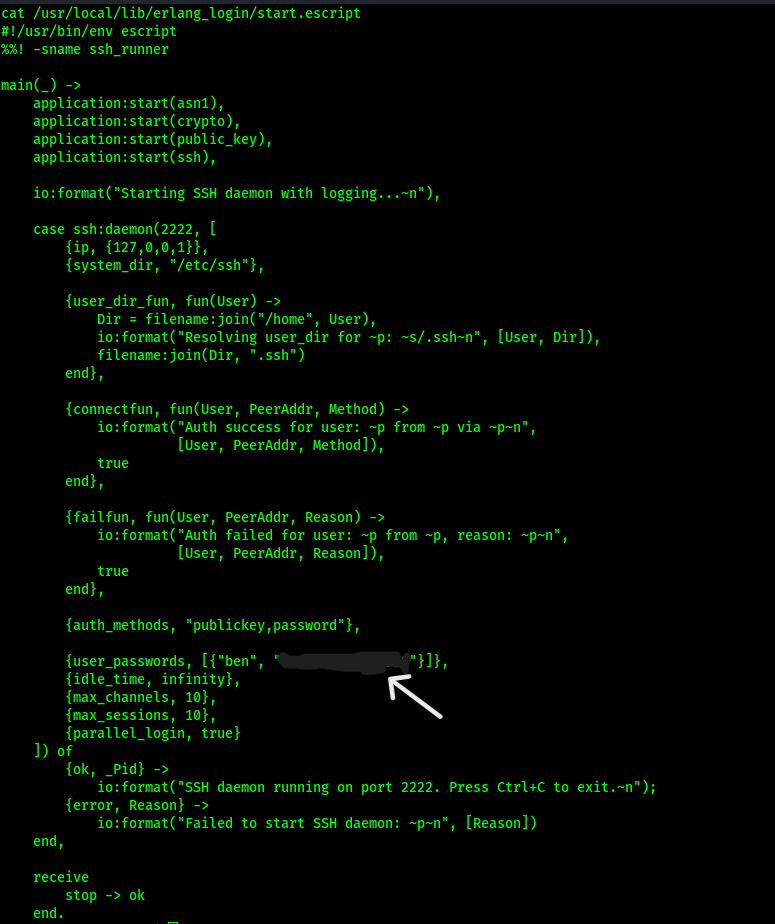 cat /usr/local/lib/erlang_login/start.escript
#!/usr/bin/env escript
%%! -sname ssh_runner
main(_) ->
application:start(asn1),
application:start(crypto),
application:start(public_key),
application:start(ssh),
io:format("Starting SSH daemon with logging...~n"),
case ssh:daemon(2222, [
{ip, {127,0,0,1}},
{system_dir, "/etc/ssh"},
{user_dir_fun, fun(User) ->
Dir = filename:join("/home", User),
io:format("Resolving user_dir for ~p: ~s/.ssh~n", [User, Dir]),
filename:join(Dir, ".ssh")
end},
{connectfun, fun(User, PeerAddr, Method) ->
io:format("Auth success for user: ~p from ~p via ~p~n",
[User, PeerAddr, Method]),
true
end},
{failfun, fun(User, PeerAddr, Reason) ->
io:format("Auth failed for user: ~p from ~p, reason: ~p~n",
[User, PeerAddr, Reason]),
true
end},
{auth_methods, "publickey,password"},
{user_passwords, [{"ben", ""}]},
{idle_time, infinity},
{max_channels, 10},
{max_sessions, 10},
{parallel_login, true}
]) of
{ok, _Pid} ->
io:format("SSH daemon running on port 2222. Press Ctrl+C to exit.~n");
{error, Reason} ->
io:format("Failed to start SSH daemon: ~p~n", [Reason])
end,
receive
stop -> ok
end.